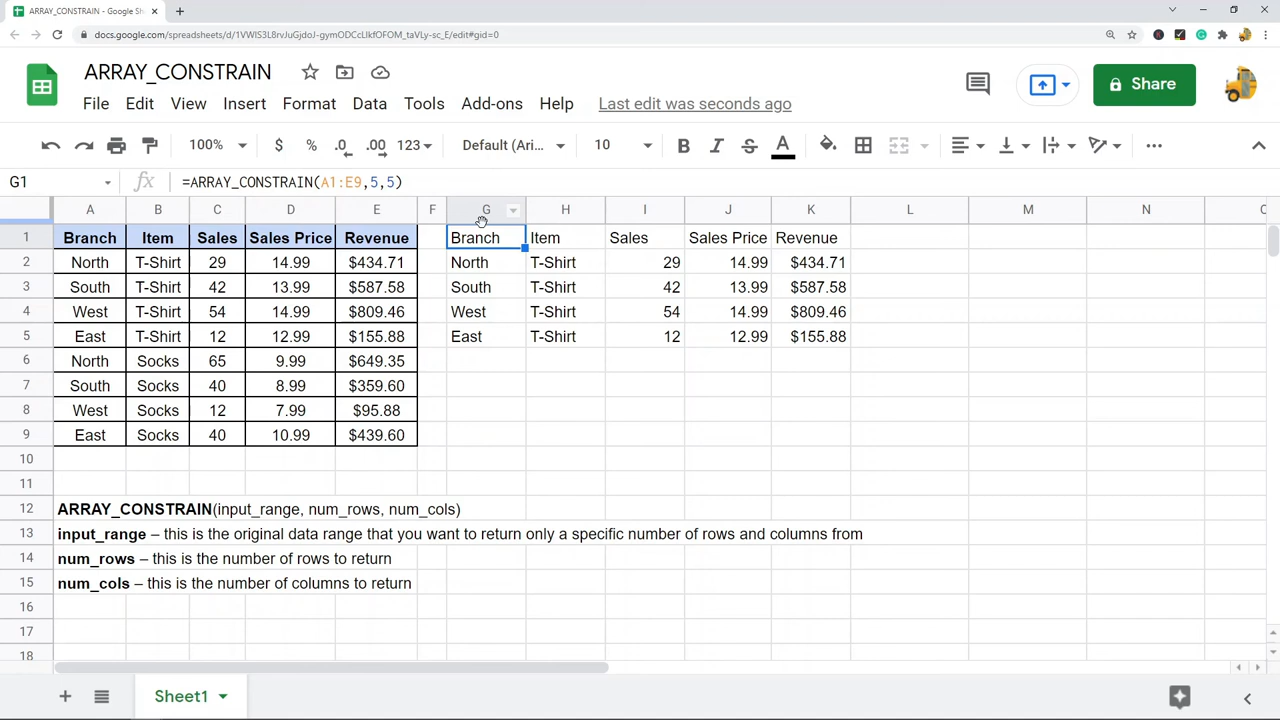 ARRAY_CONSTRAIN - Google Sh
docs.google.com/spreadsheets/d/1VWIS3L8rvJuGjdoJ-gymODCcLIkfOFOM_taVLy-sc_E/edit#gid=0
ARRAY_CONSTRAIN
File Edit View Insert Format Data Tools Add-ons Help Last edit was seconds ago
Share
100% $ % .0 .00 123 Default (Ari... 10 B I S A
G1 fx =ARRAY_CONSTRAIN(A1:E9,5,5)
A B C D E F G H I J K L M N
1 Branch Item Sales Sales Price Revenue Branch Item Sales Sales Price Revenue
2 North T-Shirt 29 14.99 $434.71 North T-Shirt 29 14.99 $434.71
3 South T-Shirt 42 13.99 $587.58 South T-Shirt 42 13.99 $587.58
4 West T-Shirt 54 14.99 $809.46 West T-Shirt 54 14.99 $809.46
5 East T-Shirt 12 12.99 $155.88 East T-Shirt 12 12.99 $155.88
6 North Socks 65 9.99 $649.35
7 South Socks 40 8.99 $359.60
8 West Socks 12 7.99 $95.88
9 East Socks 40 10.99 $439.60
10
11
12 ARRAY_CONSTRAIN(input_range, num_rows, num_cols)
13 input_range – this is the original data range that you want to return only a specific number of rows and columns from
14 num_rows – this is the number of rows to return
15 num_cols – this is the number of columns to return
16
17
18
Sheet1